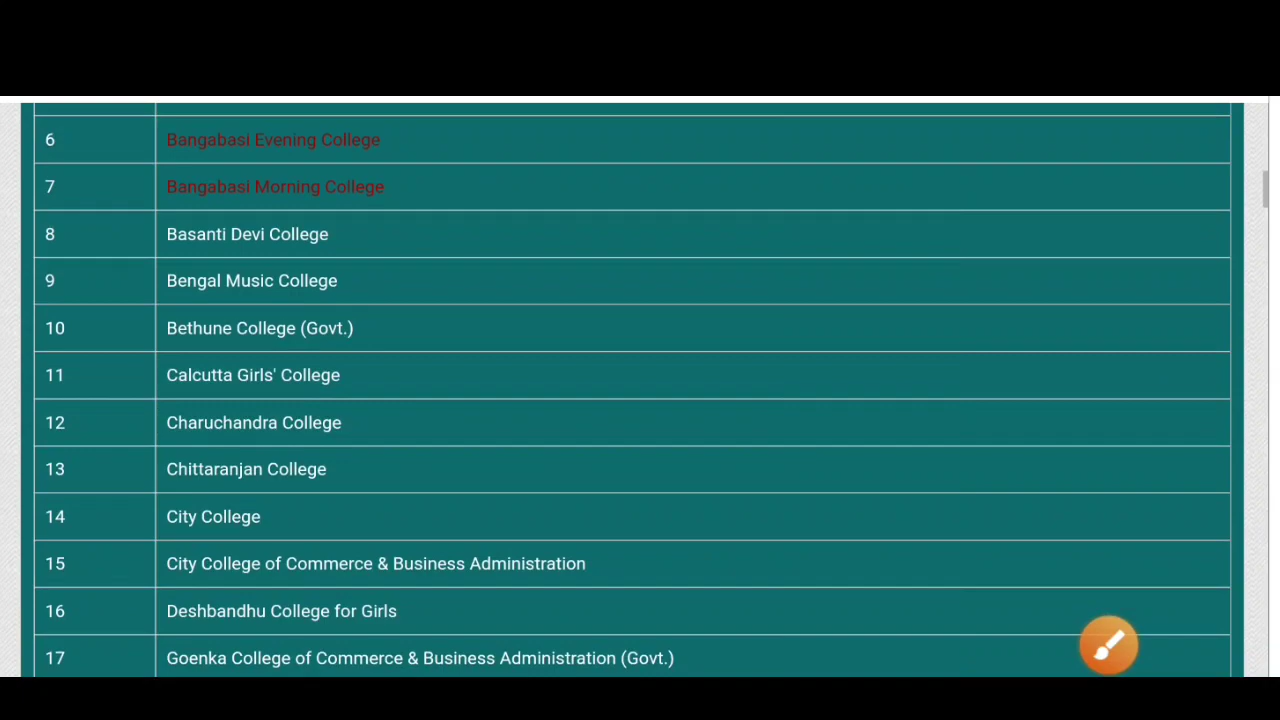 6 Bangabasi Evening College
7 Bangabasi Morning College
8 Basanti Devi College
9 Bengal Music College
10 Bethune College (Govt.)
11 Calcutta Girls' College
12 Charuchandra College
13 Chittaranjan College
14 City College
15 City College of Commerce & Business Administration
16 Deshbandhu College for Girls
17 Goenka College of Commerce & Business Administration (Govt.)